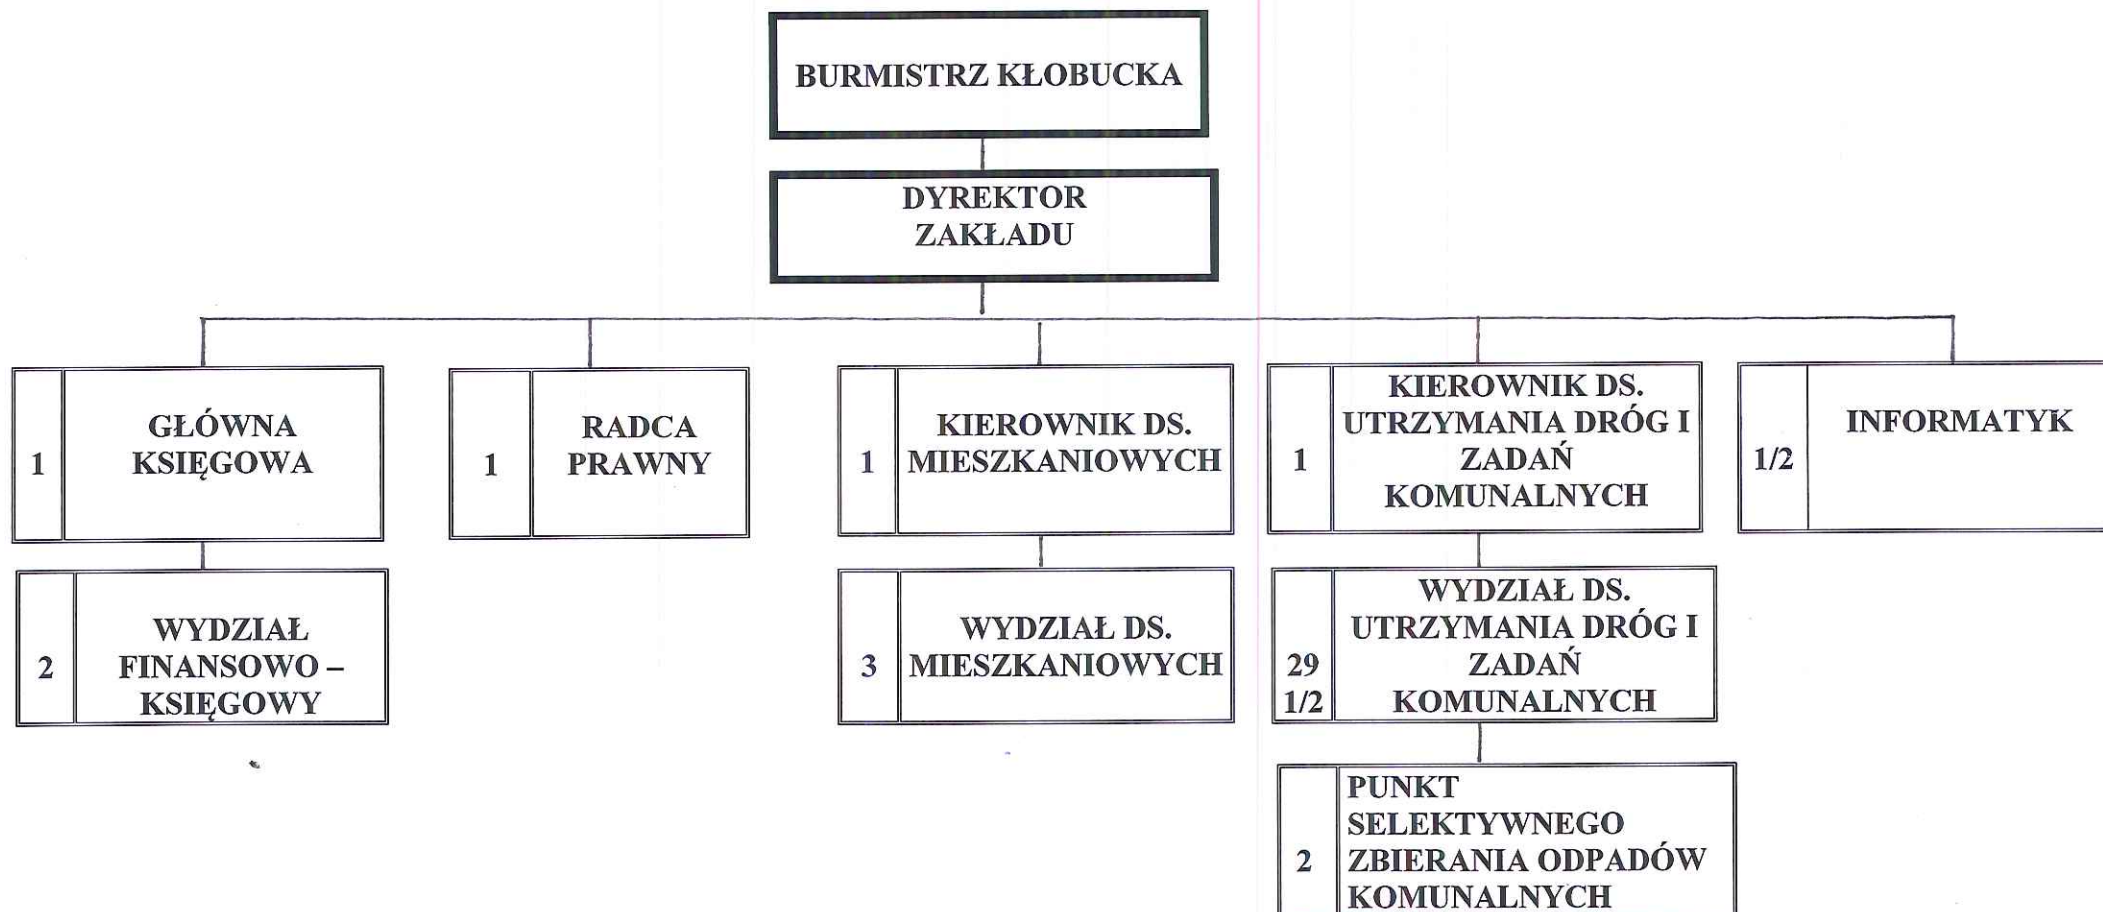 BURMISTRZ KŁOBUCKA
DYREKTOR
ZAKŁADU
1
GŁÓWNA
KSIĘGOWA
1
RADCA
PRAWNY
1
KIEROWNIK DS.
MIESZKANIOWYCH
1
KIEROWNIK DS.
UTRZYMANIA DRÓG I
ZADAŃ
KOMUNALNYCH
1/2
INFORMATYK
2
WYDZIAŁ
FINANSOWO –
KSIĘGOWY
3
WYDZIAŁ DS.
MIESZKANIOWYCH
29
1/2
WYDZIAŁ DS.
UTRZYMANIA DRÓG I
ZADAŃ
KOMUNALNYCH
2
PUNKT
SELEKTYWNEGO
ZBIERANIA ODPADÓW
KOMUNALNYCH